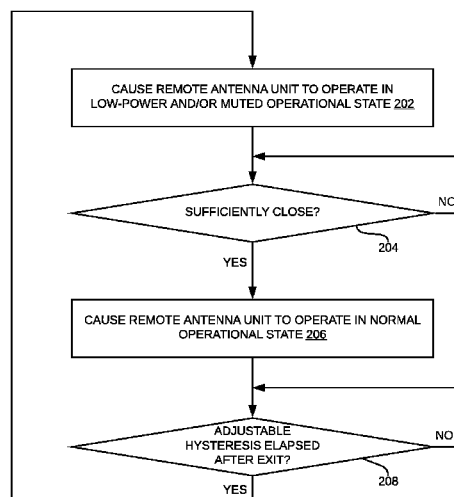 CAUSE REMOTE ANTENNA UNIT TO OPERATE IN
LOW-POWER AND/OR MUTED OPERATIONAL STATE 202
SUFFICIENTLY CLOSE?
NO
204
YES
CAUSE REMOTE ANTENNA UNIT TO OPERATE IN NORMAL
OPERATIONAL STATE 206
ADJUSTABLE
HYSTERESIS ELAPSED
AFTER EXIT?
NO
208
YES